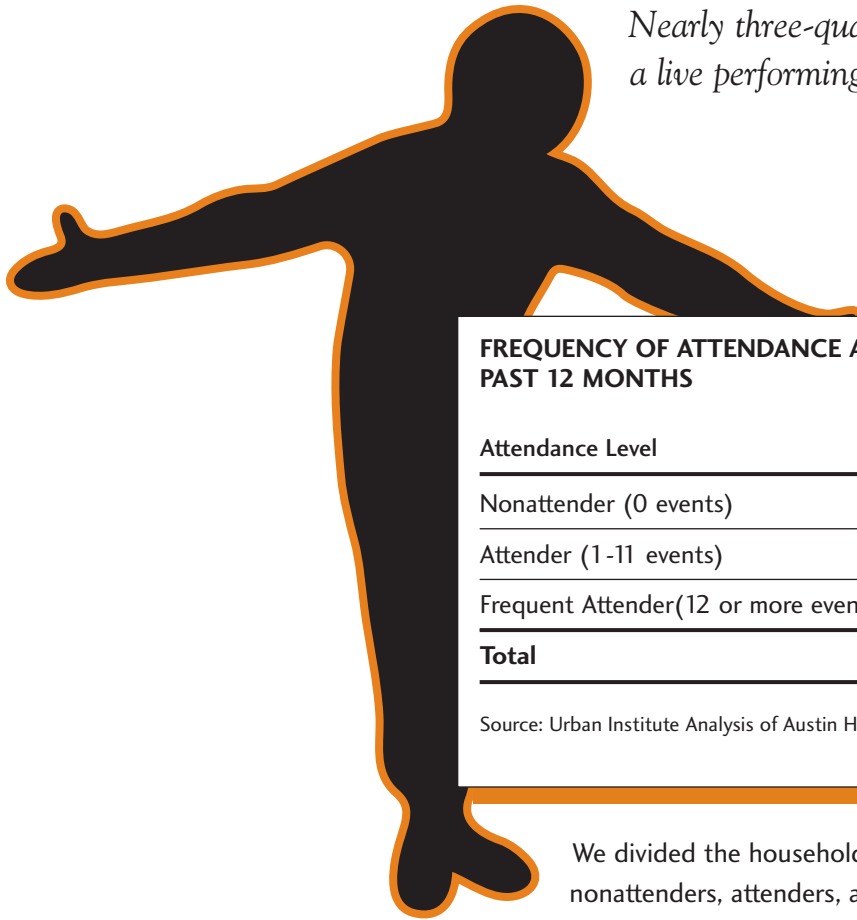 Nearly three-qua
a live performing
FREQUENCY OF ATTENDANCE A
PAST 12 MONTHS
Attendance Level
Nonattender (0 events)
Attender (1-11 events)
Frequent Attender(12 or more even
Total
Source: Urban Institute Analysis of Austin H
We divided the household
nonattenders, attenders, a